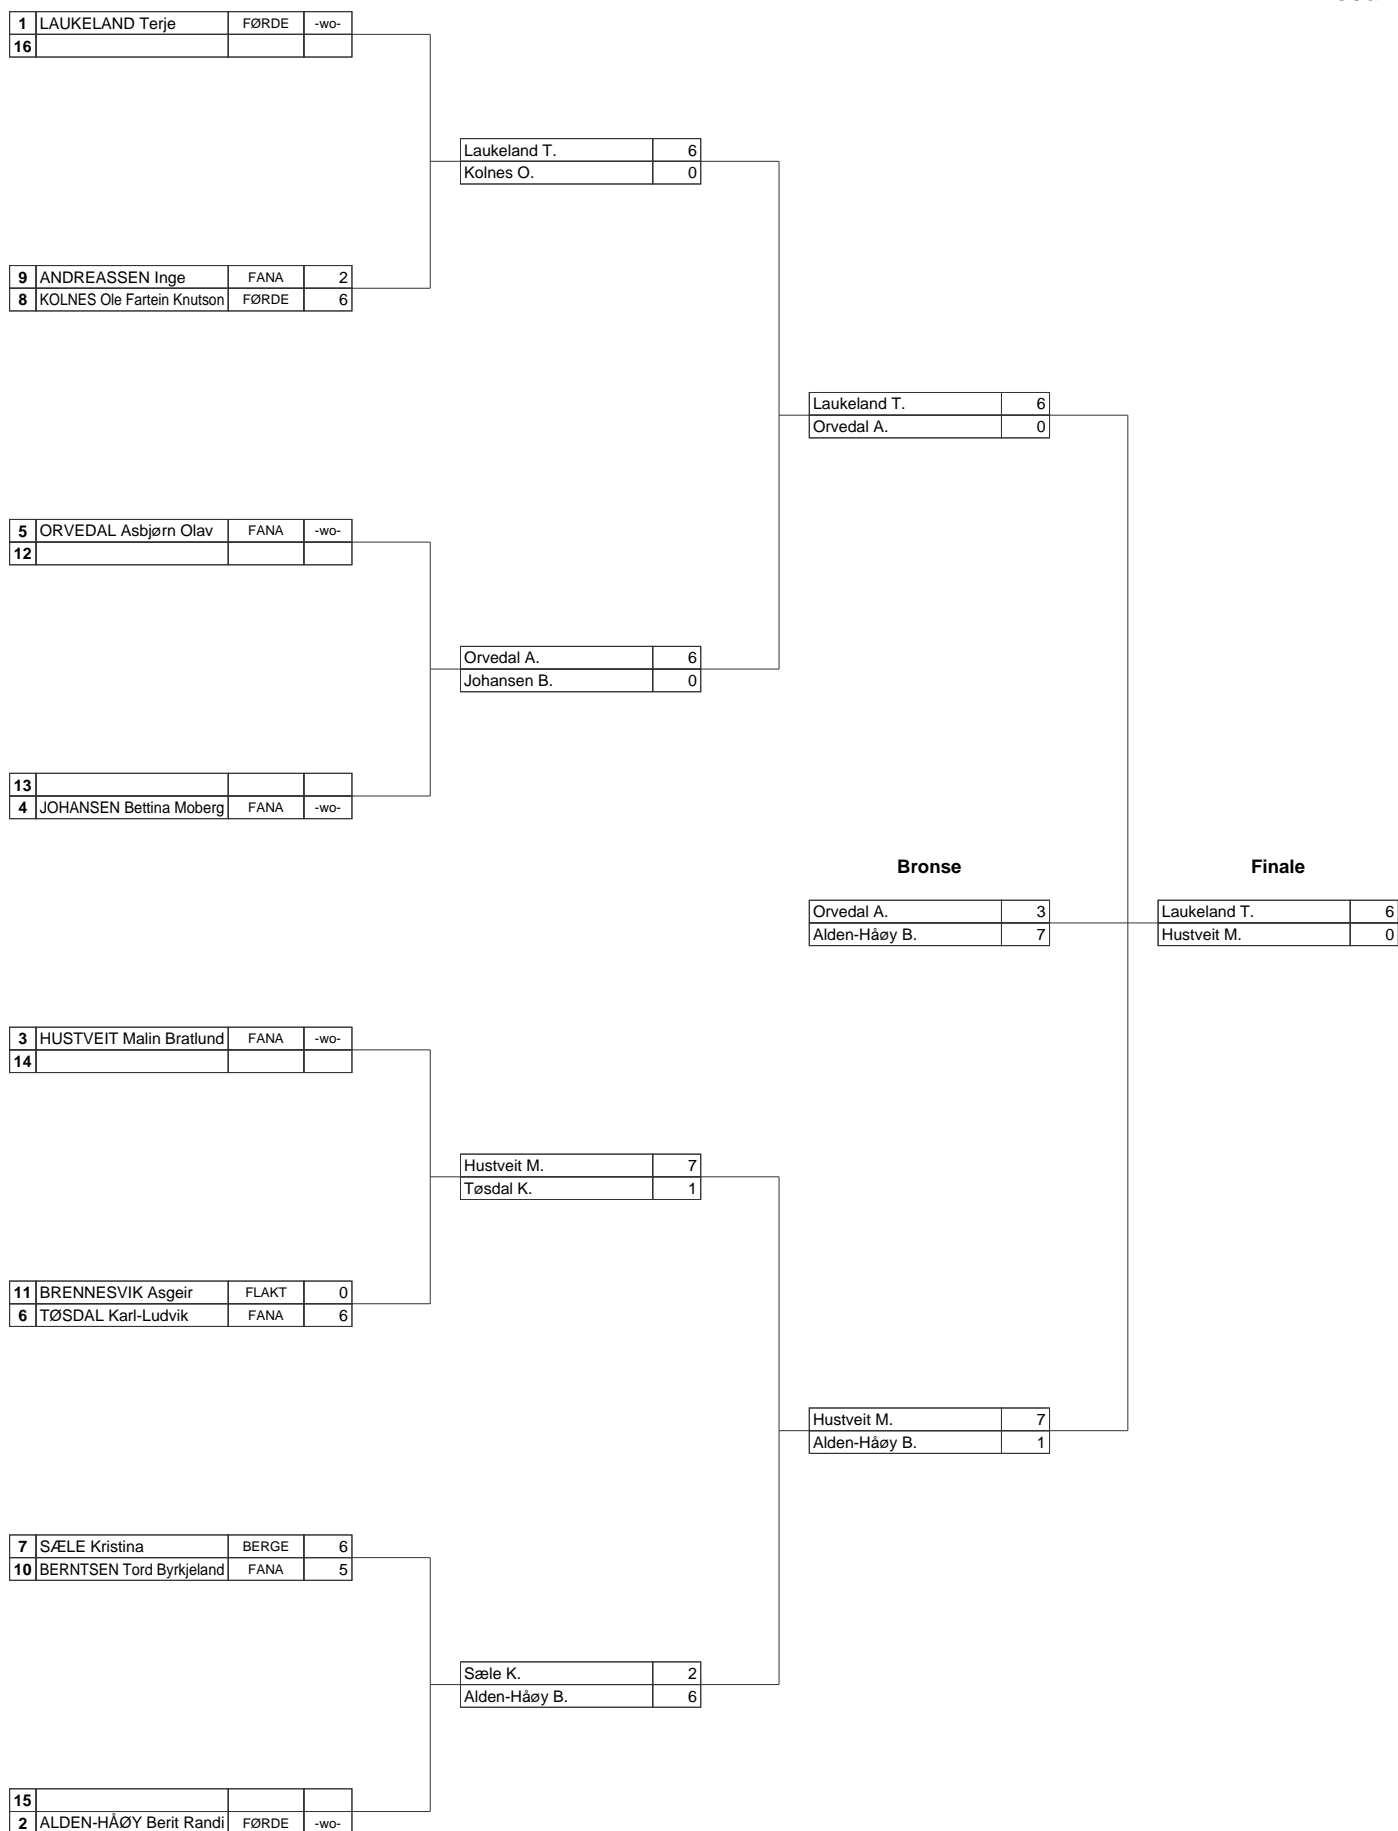 1 LAUKELAND Terje FØRDE -wo-
16
Laukeland T. 6
Kolnes O. 0
9 ANDREASSEN Inge FANA 2
8 KOLNES Ole Fartein Knutson FØRDE 6
Laukeland T. 6
Orvedal A. 0
5 ORVEDAL Asbjørn Olav FANA -wo-
12
Orvedal A. 6
Johansen B. 0
13
4 JOHANSEN Bettina Moberg FANA -wo-
Bronse Finale
Orvedal A. 3 Laukeland T. 6
Alden-Håøy B. 7 Hustveit M. 0
3 HUSTVEIT Malin Bratlund FANA -wo-
14
Hustveit M. 7
Tøsdal K. 1
11 BRENNESVIK Asgeir FLAKT 0
6 TØSDAL Karl-Ludvik FANA 6
Hustveit M. 7
Alden-Håøy B. 1
7 SÆLE Kristina BERGE 6
10 BERNTSEN Tord Byrkjeland FANA 5
Sæle K. 2
Alden-Håøy B. 6
15
2 ALDEN-HÅØY Berit Randi FØRDE -wo-